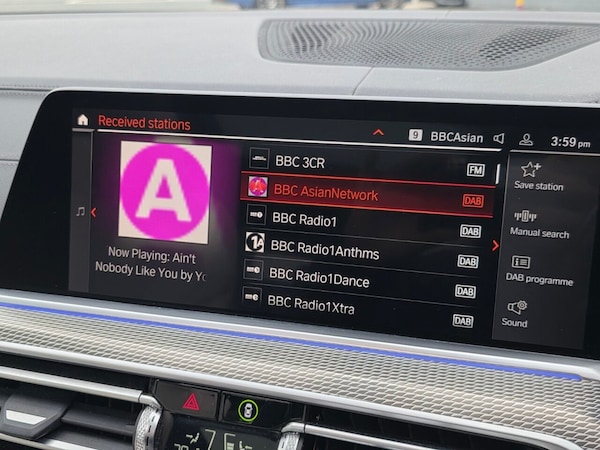 Received stations
9 BBCAsian 3:59 pm
A
Now Playing: Ain't
Nobody Like You by
BBC 3CR FM
BBC AsianNetwork DAB
BBC Radio1 DAB
BBC Radio1Anthms DAB
BBC Radio1Dance DAB
BBC Radio1Xtra DAB
Save station
Manual search
DAB programme
Sound